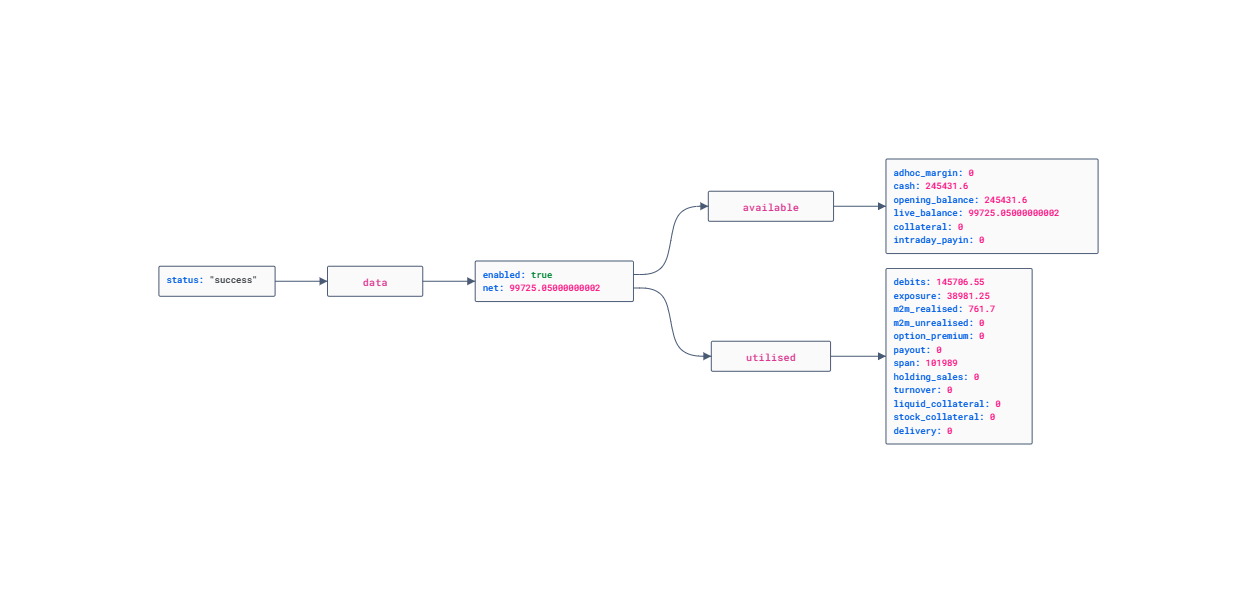 status: "success"
data
enabled: true
net: 99725.05000000002
available
adhoc_margin: 0
cash: 245431.6
opening_balance: 245431.6
live_balance: 99725.05000000002
collateral: 0
intraday_payin: 0
utilised
debits: 145706.55
exposure: 38981.25
m2m_realised: 761.7
m2m_unrealised: 0
option_premium: 0
payout: 0
span: 101989
holding_sales: 0
turnover: 0
liquid_collateral: 0
stock_collateral: 0
delivery: 0